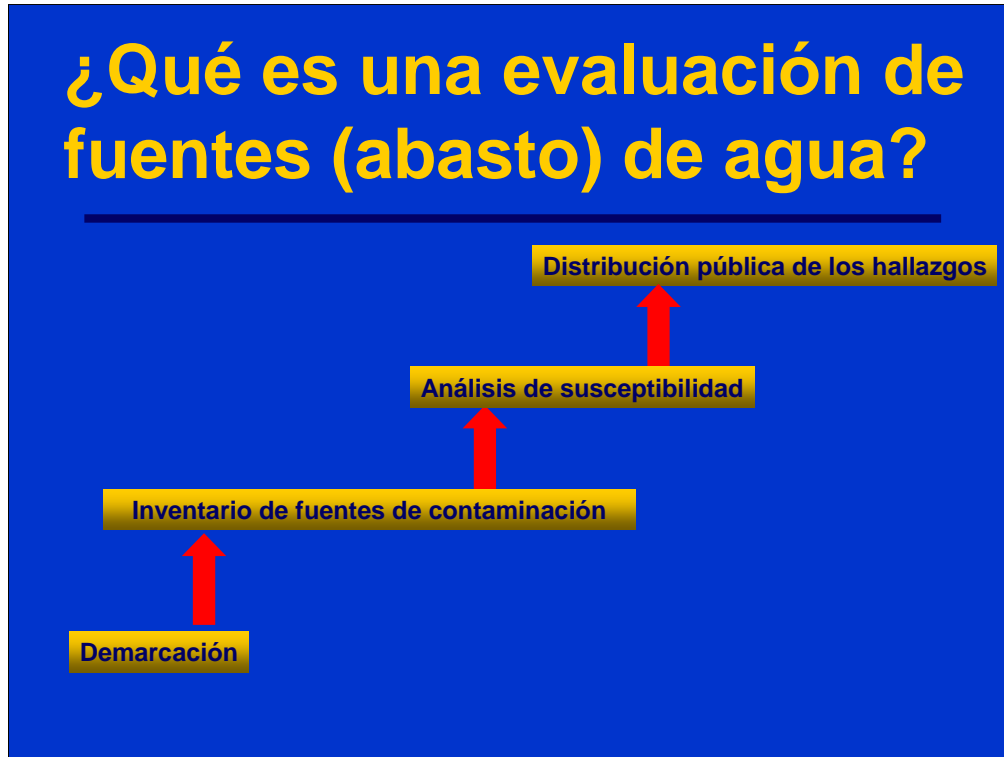 ¿Qué es una evaluación de
fuentes (abasto) de agua?
Distribución pública de los hallazgos
Análisis de susceptibilidad
Inventario de fuentes de contaminación
Demarcación